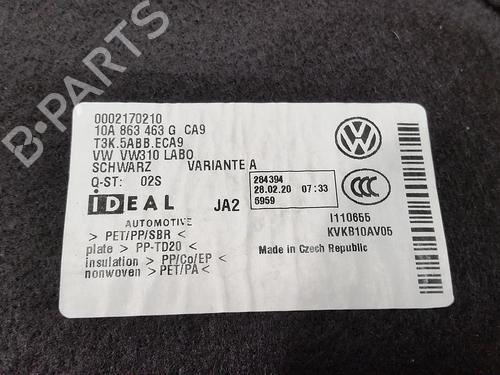 B-PARTS
0002170210
10A 863 463 G CA9
T3K.5ABB.ECA9
VW VW310 LABO
SCHWARZ VARIANTE A
Q-ST: 02S
IDEAL
AUTOMOTIVE
JA2
284394
28.02.20 07:33
5959
I110655
KVKB10AV05
Made in Czech Republic
> PET/PP/SBR <
plate > PP-TD20 <
insulation > PP/Co/EP <
nonwoven > PET/PA <